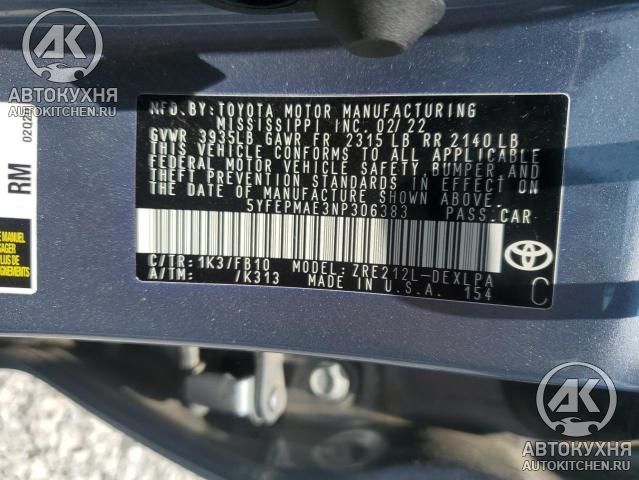 AK
АВТОКУХНЯ
AUTOKITCHEN.RU
RM
MFD. BY: TOYOTA MOTOR MANUFACTURING
MISSISSIPPI INC. 02/22
GVWR 3935LB GAWR FR 2315 LB RR 2140 LB
THIS VEHICLE CONFORMS TO ALL APPLICABLE
FEDERAL MOTOR VEHICLE SAFETY, BUMPER, AND
THEFT PREVENTION STANDARDS IN EFFECT ON
THE DATE OF MANUFACTURE SHOWN ABOVE.
5YFEPMAE3NP306383 PASS.CAR
C/TR: 1K3/FB10 MODEL: ZRE212L-DEXLPA
A/TM: /K313 MADE IN U.S.A. 154
C
AK
АВТОКУХНЯ
AUTOKITCHEN.RU